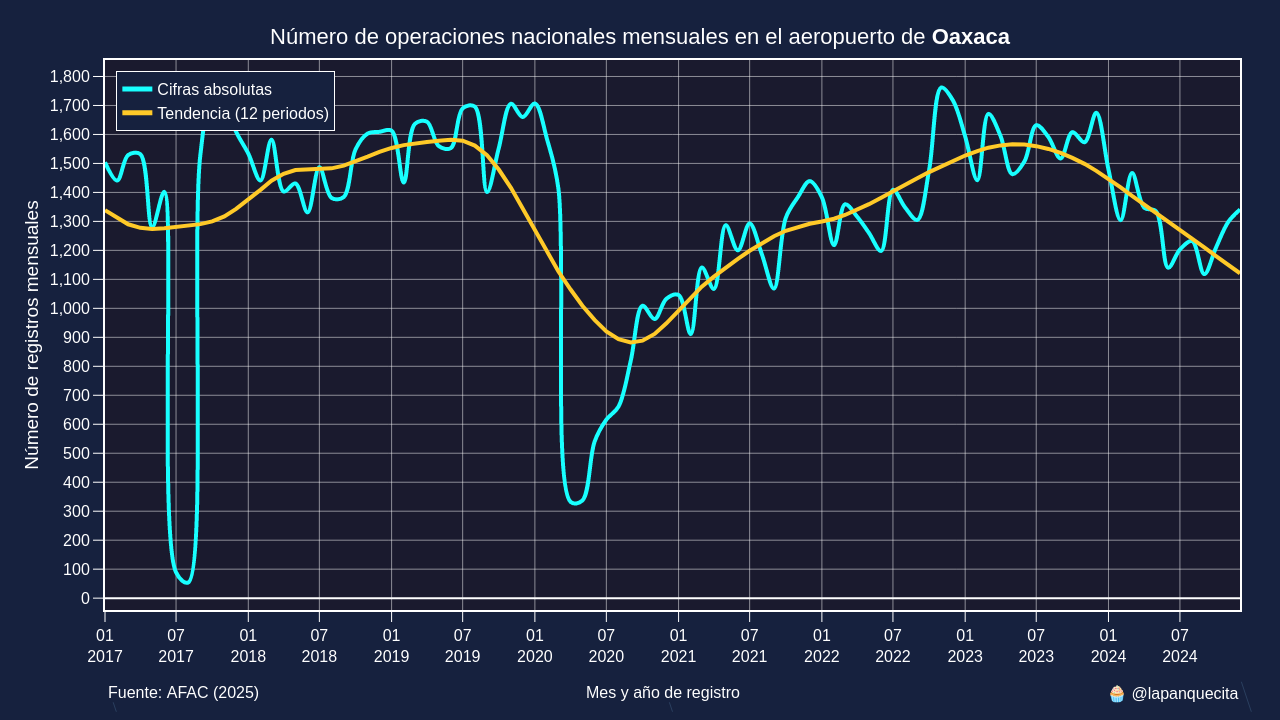 Número de operaciones nacionales mensuales en el aeropuerto de Oaxaca
Cifras absolutas
Tendencia (12 periodos)
Número de registros mensuales
1,800
1,700
1,600
1,500
1,400
1,300
1,200
1,100
1,000
900
800
700
600
500
400
300
200
100
0
01 07 01 07 01 07 01 07 01 07 01 07 01 07 01 07
2017 2017 2018 2018 2019 2019 2020 2020 2021 2021 2022 2022 2023 2023 2024 2024
Fuente: AFAC (2025) Mes y año de registro 🧁 @lapanquecita